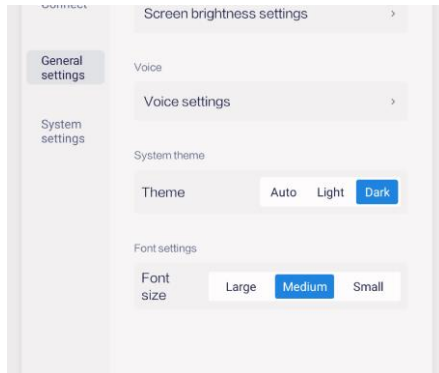 Connect
Screen brightness settings
General
settings
Voice
Voice settings
System
settings
System theme
Theme
Auto
Light
Dark
Font settings
Font
size
Large
Medium
Small